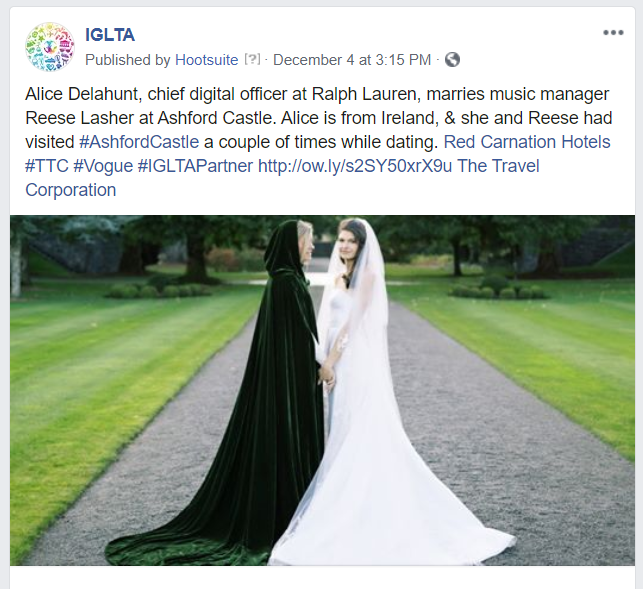 IGLTA
Published by Hootsuite [?] · December 4 at 3:15 PM ·
Alice Delahunt, chief digital officer at Ralph Lauren, marries music manager
Reese Lasher at Ashford Castle. Alice is from Ireland, & she and Reese had
visited #AshfordCastle a couple of times while dating. Red Carnation Hotels
#TTC #Vogue #IGLTAPartner http://ow.ly/s2SY50xrX9u The Travel
Corporation